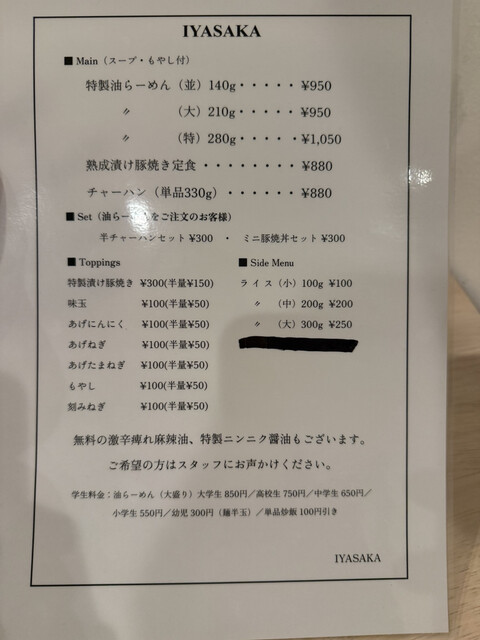 IYASAKA
■ Main（スープ・もやし付）
特製油らーめん（並）140g・・・・・¥950
〃（大）210g・・・・・¥950
〃（特）280g・・・・・¥1,050
熟成漬け豚焼き定食・・・・・・・・¥880
チャーハン（単品330g）・・・・・・¥880
■ Set（油らーめんをご注文のお客様）
半チャーハンセット ¥300 ・ ミニ豚焼丼セット ¥300
■ Toppings
特製漬け豚焼き ¥300(半量¥150)
味玉 ¥100(半量¥50)
あげにんにく ¥100(半量¥50)
あげねぎ ¥100(半量¥50)
あげたまねぎ ¥100(半量¥50)
もやし ¥100(半量¥50)
刻みねぎ ¥100(半量¥50)
■ Side Menu
ライス（小）100g ¥100
〃（中）200g ¥200
〃（大）300g ¥250
無料の激辛痺れ麻辣油、特製ニンニク醤油もございます。
ご希望の方はスタッフにお声かけください。
学生料金：油らーめん（大盛り）大学生 850円／高校生 750円／中学生 650円／
小学生 550円／幼児 300円（麺半玉）／単品炒飯 100円引き
IYASAKA